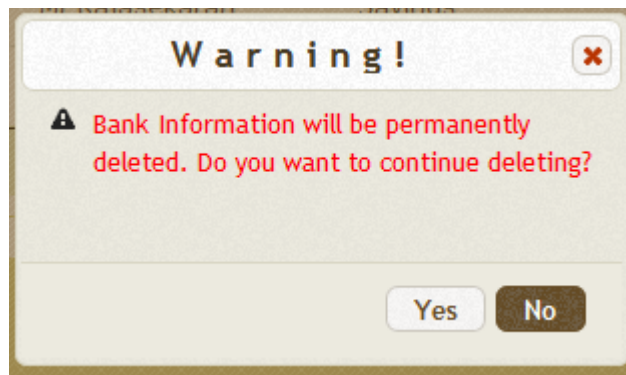 Warning!
Bank Information will be permanently
deleted. Do you want to continue deleting?
Yes No